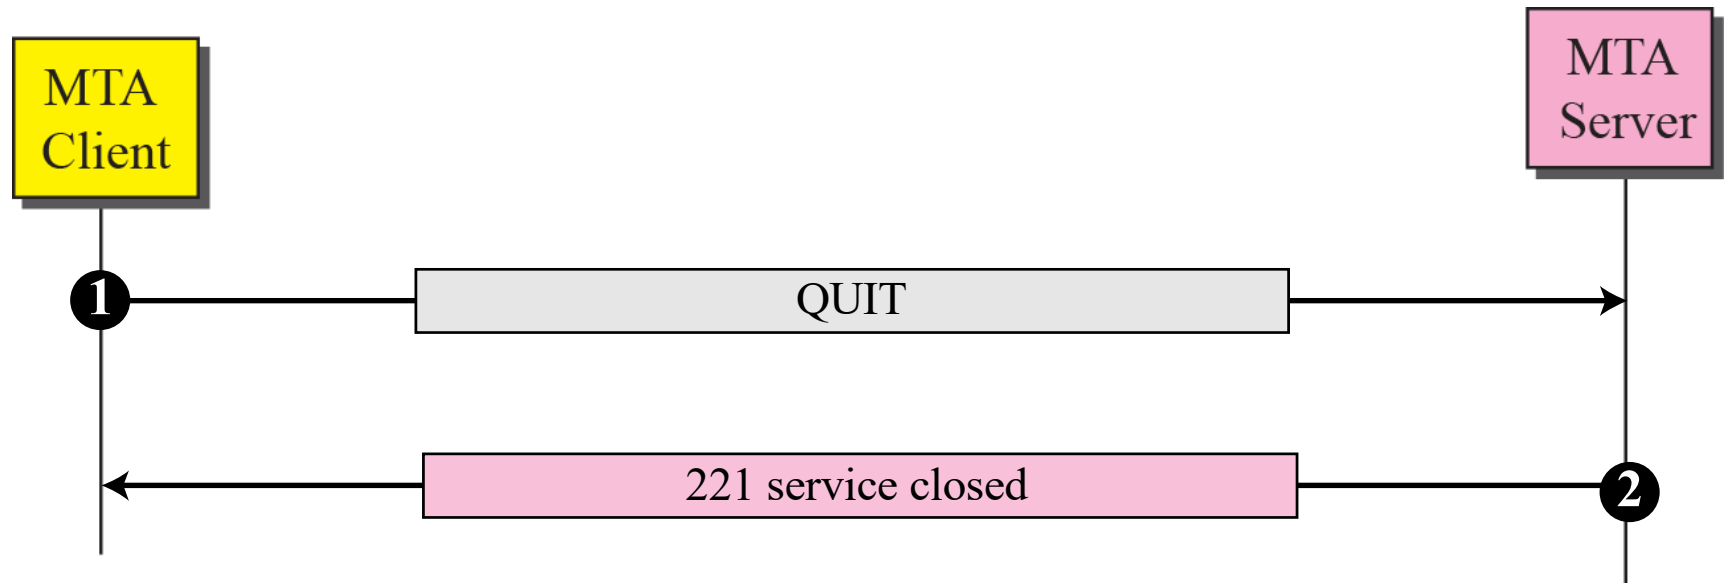 MTA
Client
MTA
Server
1
QUIT
221 service closed
2